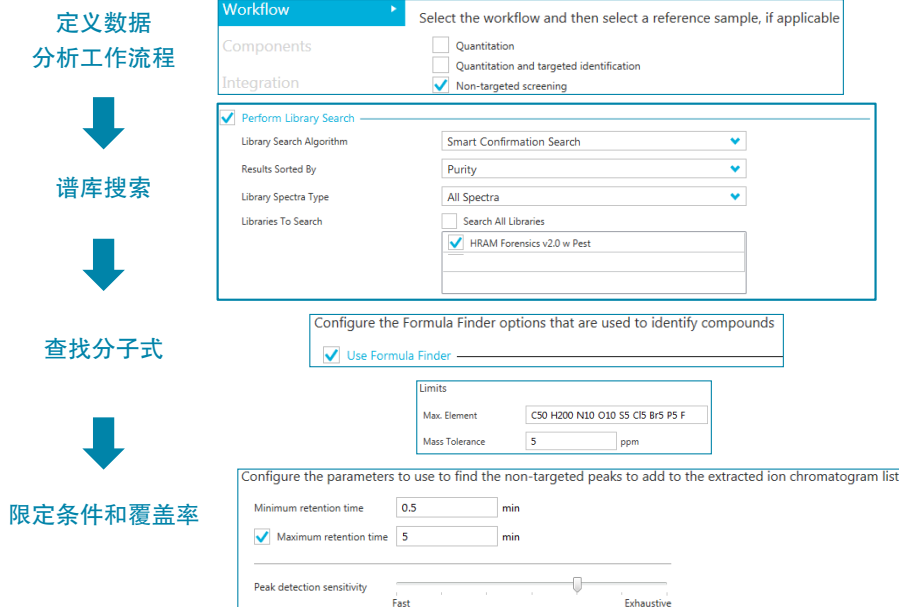 定义数据
分析工作流程
Workflow
Components
Integration
Select the workflow and then select a reference sample, if applicable
Quantitation
Quantitation and targeted identification
Non-targeted screening
谱库搜索
Perform Library Search
Library Search Algorithm
Smart Confirmation Search
Results Sorted By
Purity
Library Spectra Type
All Spectra
Libraries To Search
Search All Libraries
HRAM Forensics v2.0 w Pest
查找分子式
Configure the Formula Finder options that are used to identify compounds
Use Formula Finder
Limits
Max. Element
C50 H200 N10 O10 S5 Cl5 Br5 P5 F
Mass Tolerance
5
ppm
限定条件和覆盖率
Configure the parameters to use to find the non-targeted peaks to add to the extracted ion chromatogram list
Minimum retention time
0.5
min
Maximum retention time
5
min
Peak detection sensitivity
Fast
Exhaustive